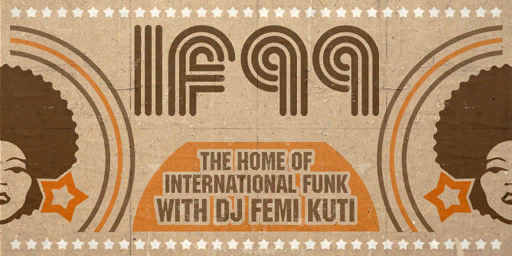 IF99
THE HOME OF
INTERNATIONAL FUNK
WITH DJ FEMI KUTI